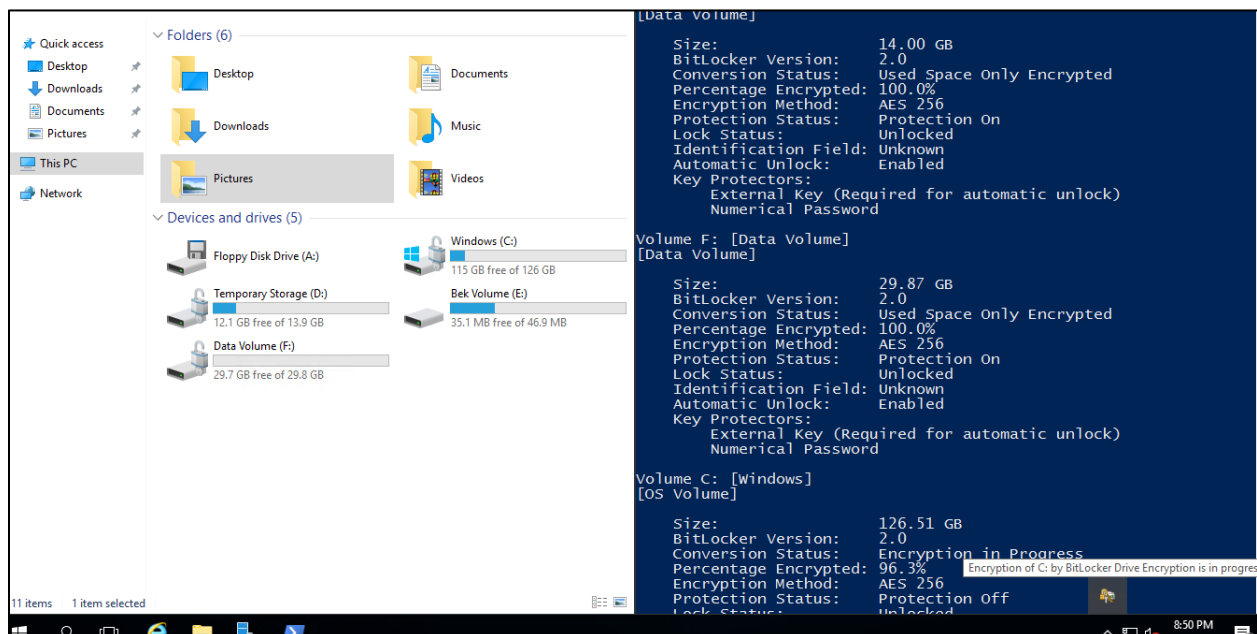 Quick access
Desktop
Downloads
Documents
Pictures
This PC
Network
Folders (6)
Desktop
Documents
Downloads
Music
Pictures
Videos
Devices and drives (5)
Floppy Disk Drive (A:)
Windows (C:)
115 GB free of 126 GB
Temporary Storage (D:)
12.1 GB free of 13.9 GB
Bek Volume (E:)
35.1 MB free of 46.9 MB
Data Volume (F:)
29.7 GB free of 29.8 GB
11 items 1 item selected
[Data Volume]
Size: 14.00 GB
BitLocker Version: 2.0
Conversion Status: Used Space Only Encrypted
Percentage Encrypted: 100.0%
Encryption Method: AES 256
Protection Status: Protection On
Lock Status: Unlocked
Identification Field: Unknown
Automatic Unlock: Enabled
Key Protectors:
External Key (Required for automatic unlock)
Numerical Password
Volume F: [Data Volume]
[Data Volume]
Size: 29.87 GB
BitLocker Version: 2.0
Conversion Status: Used Space Only Encrypted
Percentage Encrypted: 100.0%
Encryption Method: AES 256
Protection Status: Protection On
Lock Status: Unlocked
Identification Field: Unknown
Automatic Unlock: Enabled
Key Protectors:
External Key (Required for automatic unlock)
Numerical Password
Volume C: [Windows]
[OS Volume]
Size: 126.51 GB
BitLocker Version: 2.0
Conversion Status: Encryption in Progress
Percentage Encrypted: 96.3%
Encryption Method: AES 256
Protection Status: Protection Off
Lock Status: Unlocked
Encryption of C: by BitLocker Drive Encryption is in progres
8:50 PM